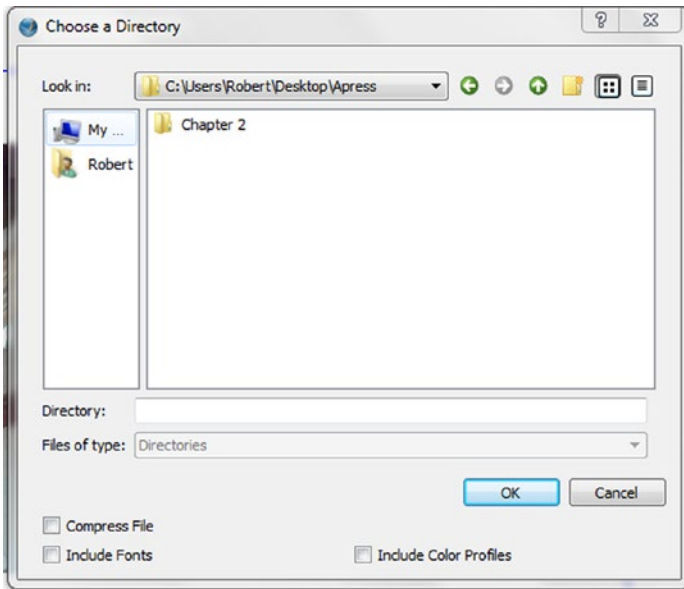 Choose a Directory
Look in: C:\Users\Robert\Desktop\Apress
My ... Chapter 2
Robert
Directory:
Files of type: Directories
OK Cancel
Compress File
Include Fonts Include Color Profiles